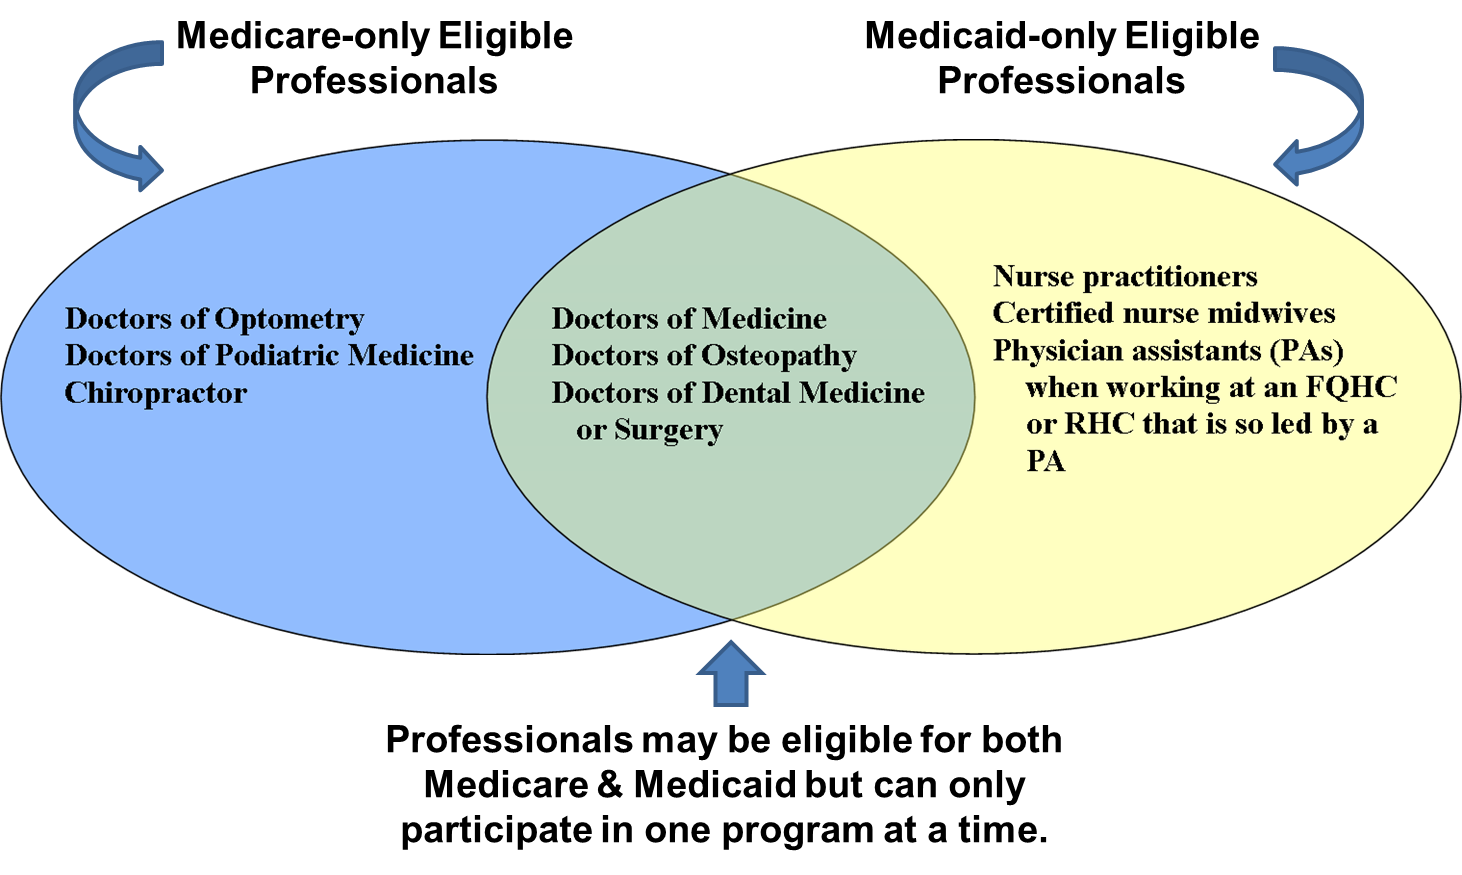 Medicare-only Eligible
Professionals
Medicaid-only Eligible
Professionals
Doctors of Optometry
Doctors of Podiatric Medicine
Chiropractor
Doctors of Medicine
Doctors of Osteopathy
Doctors of Dental Medicine
or Surgery
Nurse practitioners
Certified nurse midwives
Physician assistants (PAs)
when working at an FQHC
or RHC that is so led by a
PA
Professionals may be eligible for both
Medicare & Medicaid but can only
participate in one program at a time.